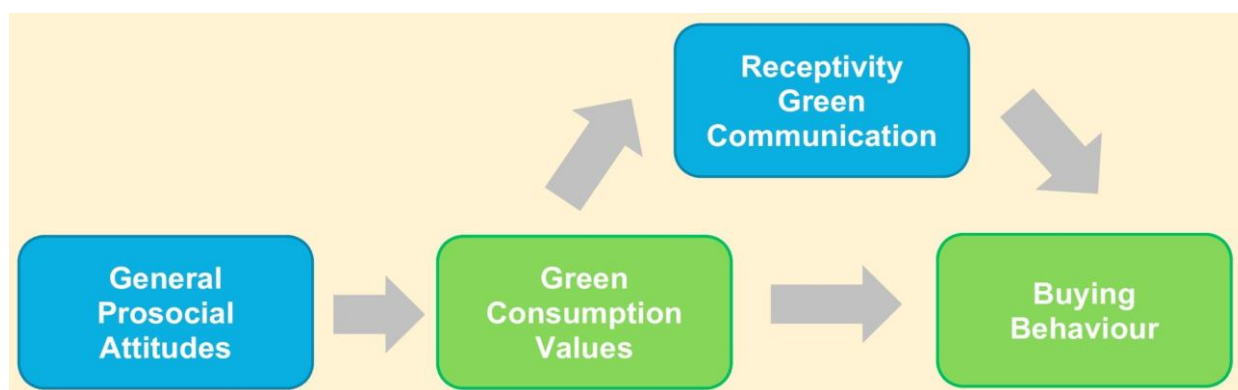 Receptivity
Green
Communication
General
Prosocial
Attitudes
Green
Consumption
Values
Buying
Behaviour